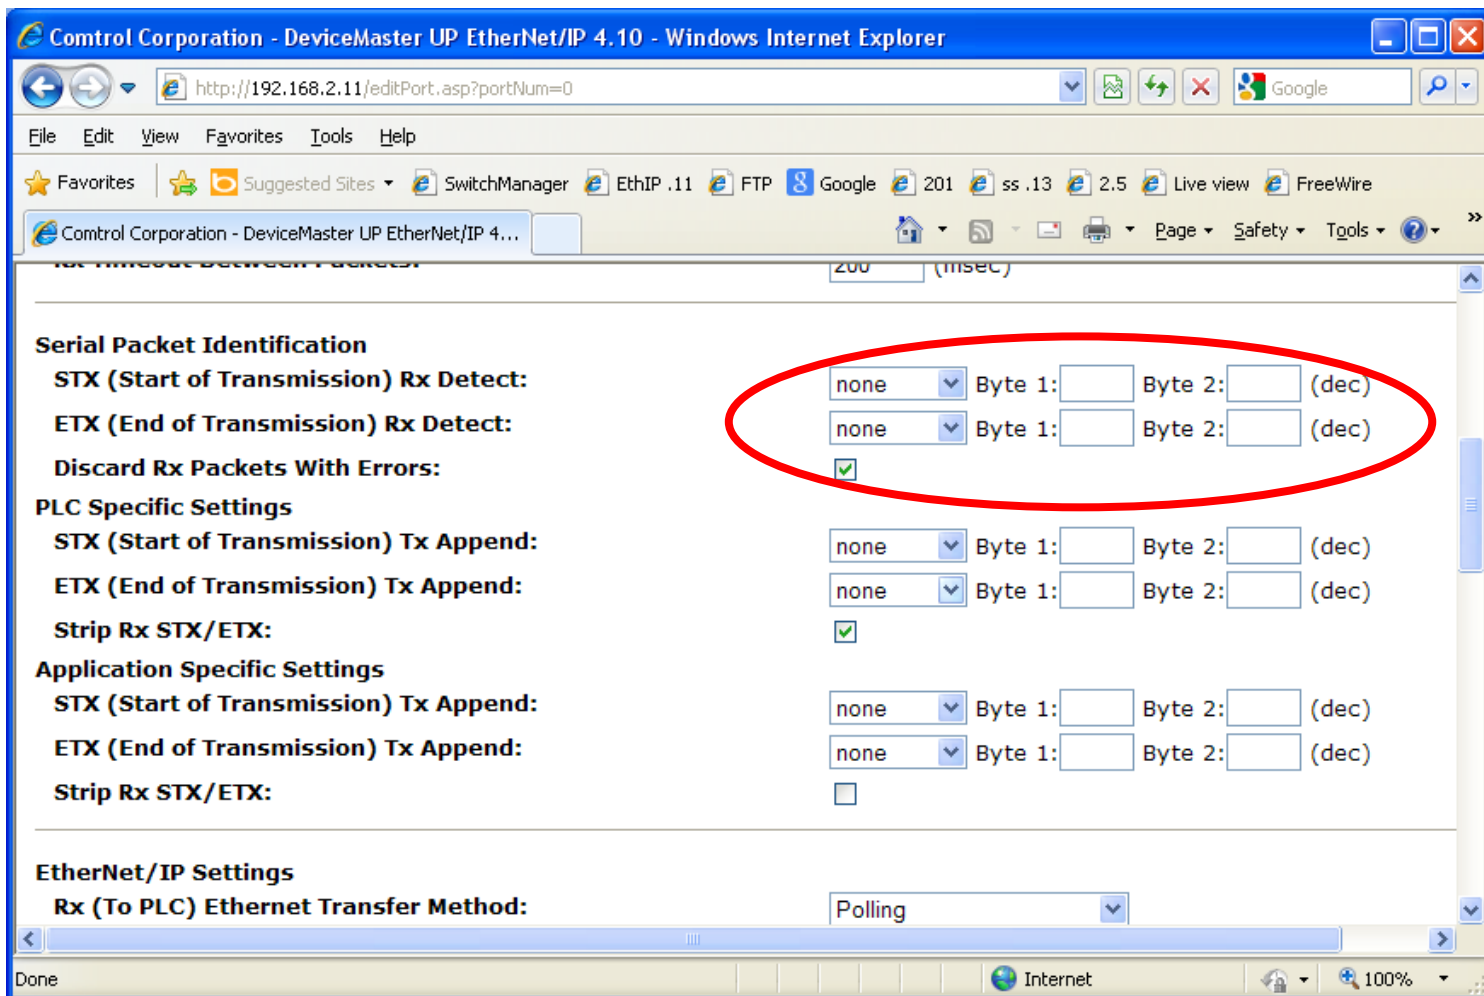 Comtrol Corporation - DeviceMaster UP EtherNet/IP 4.10 - Windows Internet Explorer
http://192.168.2.11/editPort.asp?portNum=0
Google
File Edit View Favorites Tools Help
Favorites Suggested Sites SwitchManager EthIP .11 FTP Google 201 ss .13 2.5 Live view FreeWire
Comtrol Corporation - DeviceMaster UP EtherNet/IP 4... Page Safety Tools »
Rx Timeout Between Packets: 200 (msec)
Serial Packet Identification
STX (Start of Transmission) Rx Detect: none Byte 1: Byte 2: (dec)
ETX (End of Transmission) Rx Detect: none Byte 1: Byte 2: (dec)
Discard Rx Packets With Errors:
PLC Specific Settings
STX (Start of Transmission) Tx Append: none Byte 1: Byte 2: (dec)
ETX (End of Transmission) Tx Append: none Byte 1: Byte 2: (dec)
Strip Rx STX/ETX:
Application Specific Settings
STX (Start of Transmission) Tx Append: none Byte 1: Byte 2: (dec)
ETX (End of Transmission) Tx Append: none Byte 1: Byte 2: (dec)
Strip Rx STX/ETX:
EtherNet/IP Settings
Rx (To PLC) Ethernet Transfer Method: Polling
Done Internet 100%